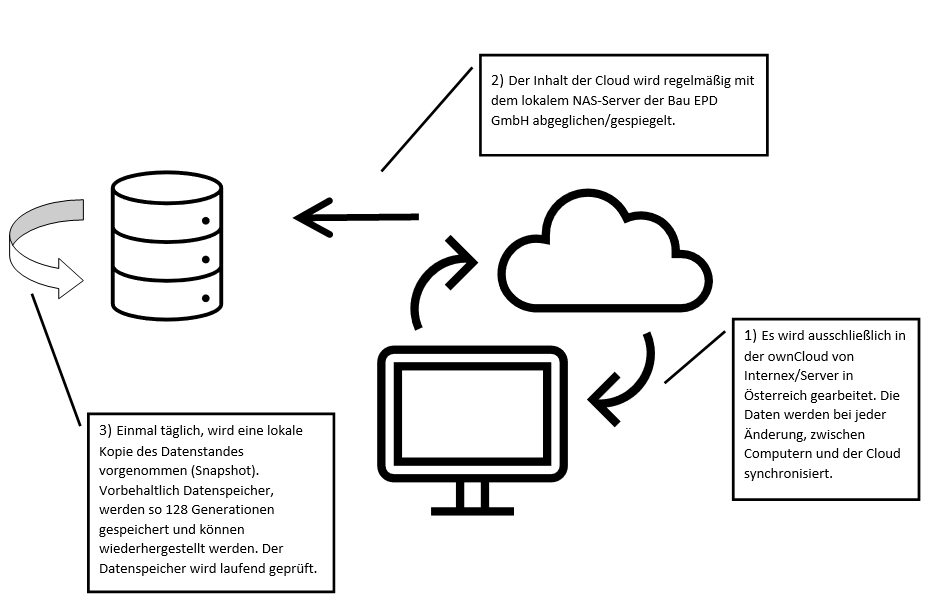 2) Der Inhalt der Cloud wird regelmäßig mit
dem lokalem NAS-Server der Bau EPD
GmbH abgeglichen/gespiegelt.
1) Es wird ausschließlich in
der ownCloud von
Internex/Server in
Österreich gearbeitet. Die
Daten werden bei jeder
Änderung, zwischen
Computern und der Cloud
synchronisiert.
3) Einmal täglich, wird eine lokale
Kopie des Datenstandes
vorgenommen (Snapshot).
Vorbehaltlich Datenspeicher,
werden so 128 Generationen
gespeichert und können
wiederhergestellt werden. Der
Datenspeicher wird laufend geprüft.